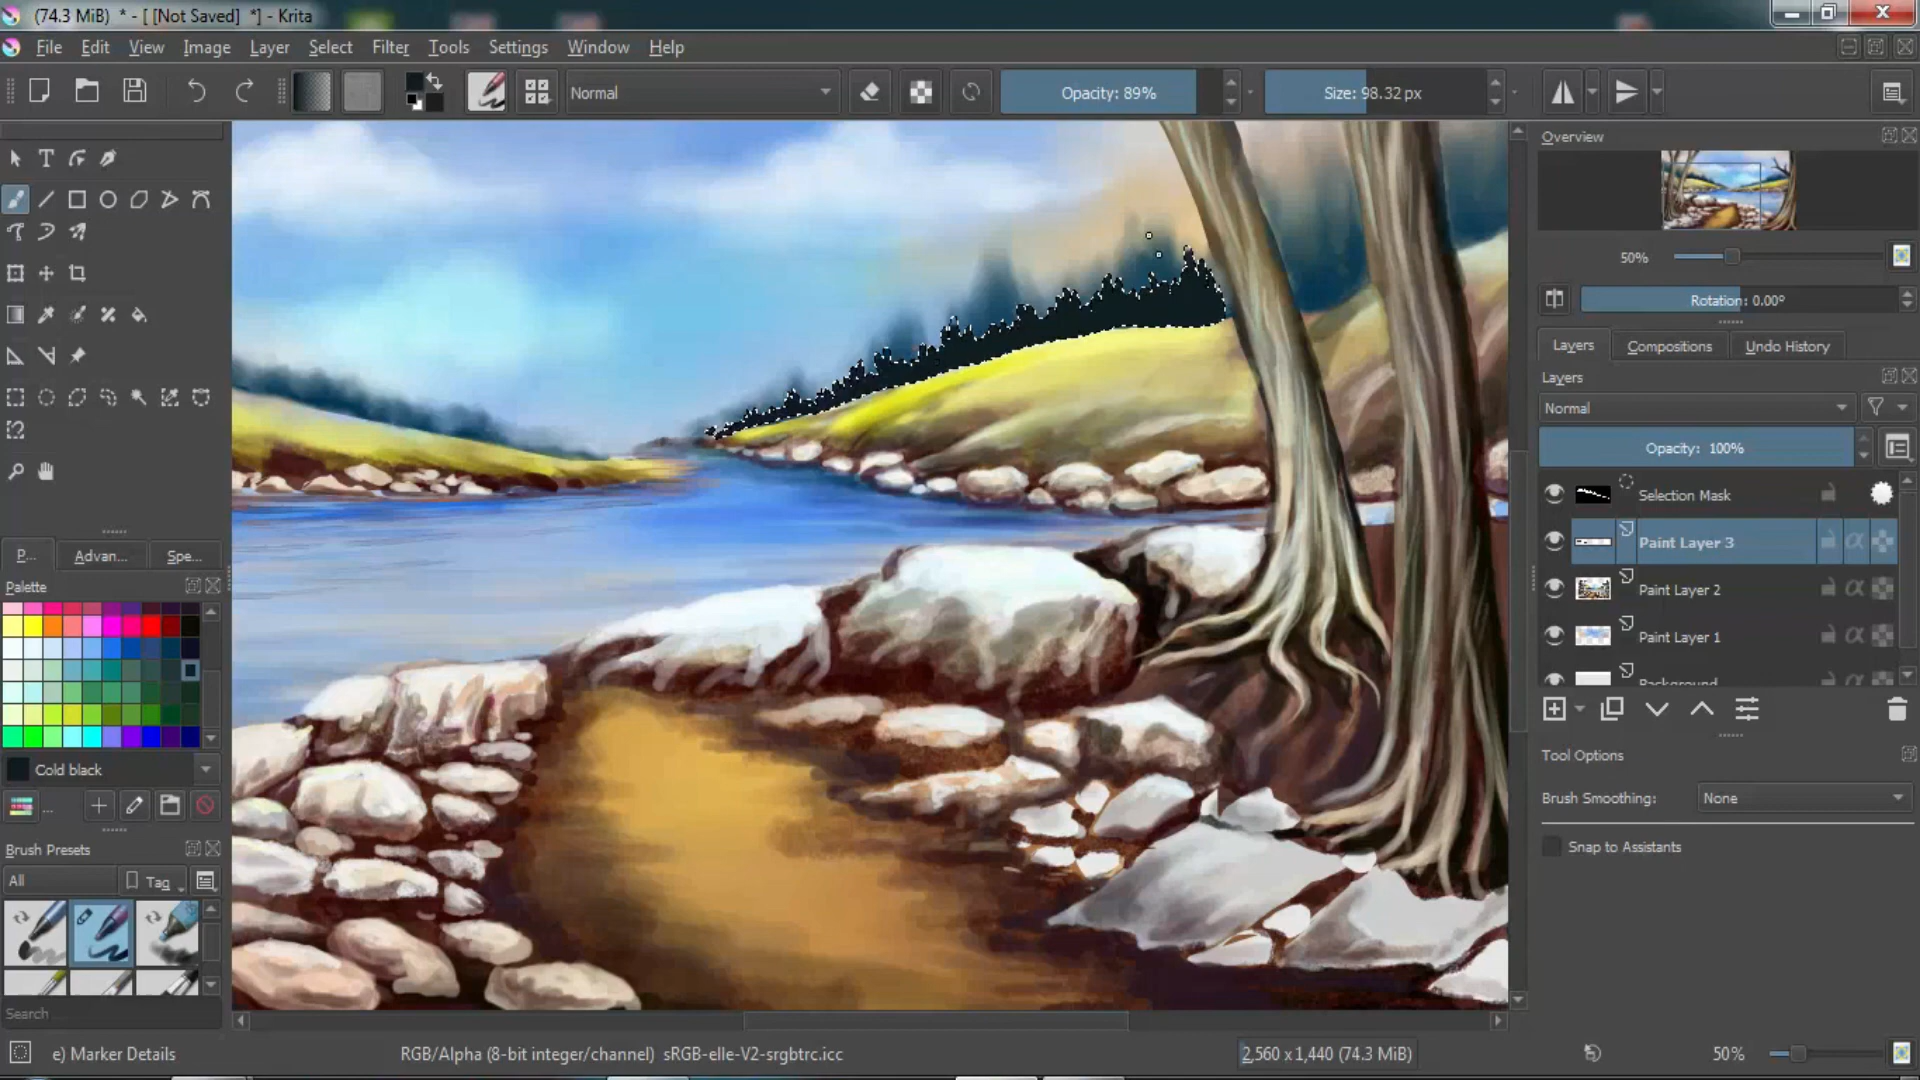 (74.3 MiB) * - [ [Not Saved] *] - Krita
File Edit View Image Layer Select Filter Tools Settings Window Help
Normal
Opacity: 89%
Size: 98.32 px
Overview
50%
Rotation: 0.00º
Layers Compositions Undo History
Layers
Normal
Opacity: 100%
Selection Mask
Paint Layer 3
Paint Layer 2
Paint Layer 1
Background
Tool Options
Brush Smoothing: None
Snap to Assistants
P... Advan... Spe...
Palette
Cold black
...
Brush Presets
All
Tag
Search
e) Marker Details
RGB/Alpha (8-bit integer/channel) sRGB-elle-V2-srgbtrc.icc
2,560 x 1,440 (74.3 MiB)
50%